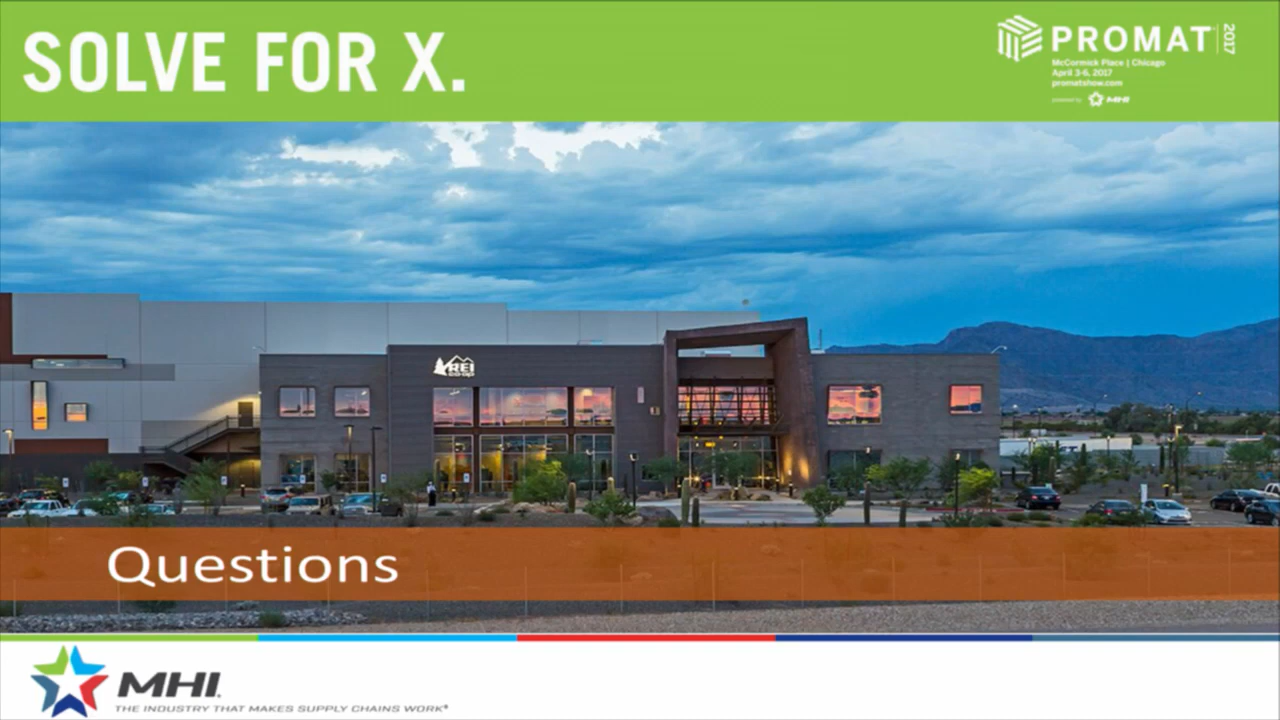 SOLVE FOR X.
PROMAT 2017
McCormick Place | Chicago
April 3-6, 2017
promatshow.com
powered by MHI
REI
co-op
Questions
MHI.
THE INDUSTRY THAT MAKES SUPPLY CHAINS WORK®